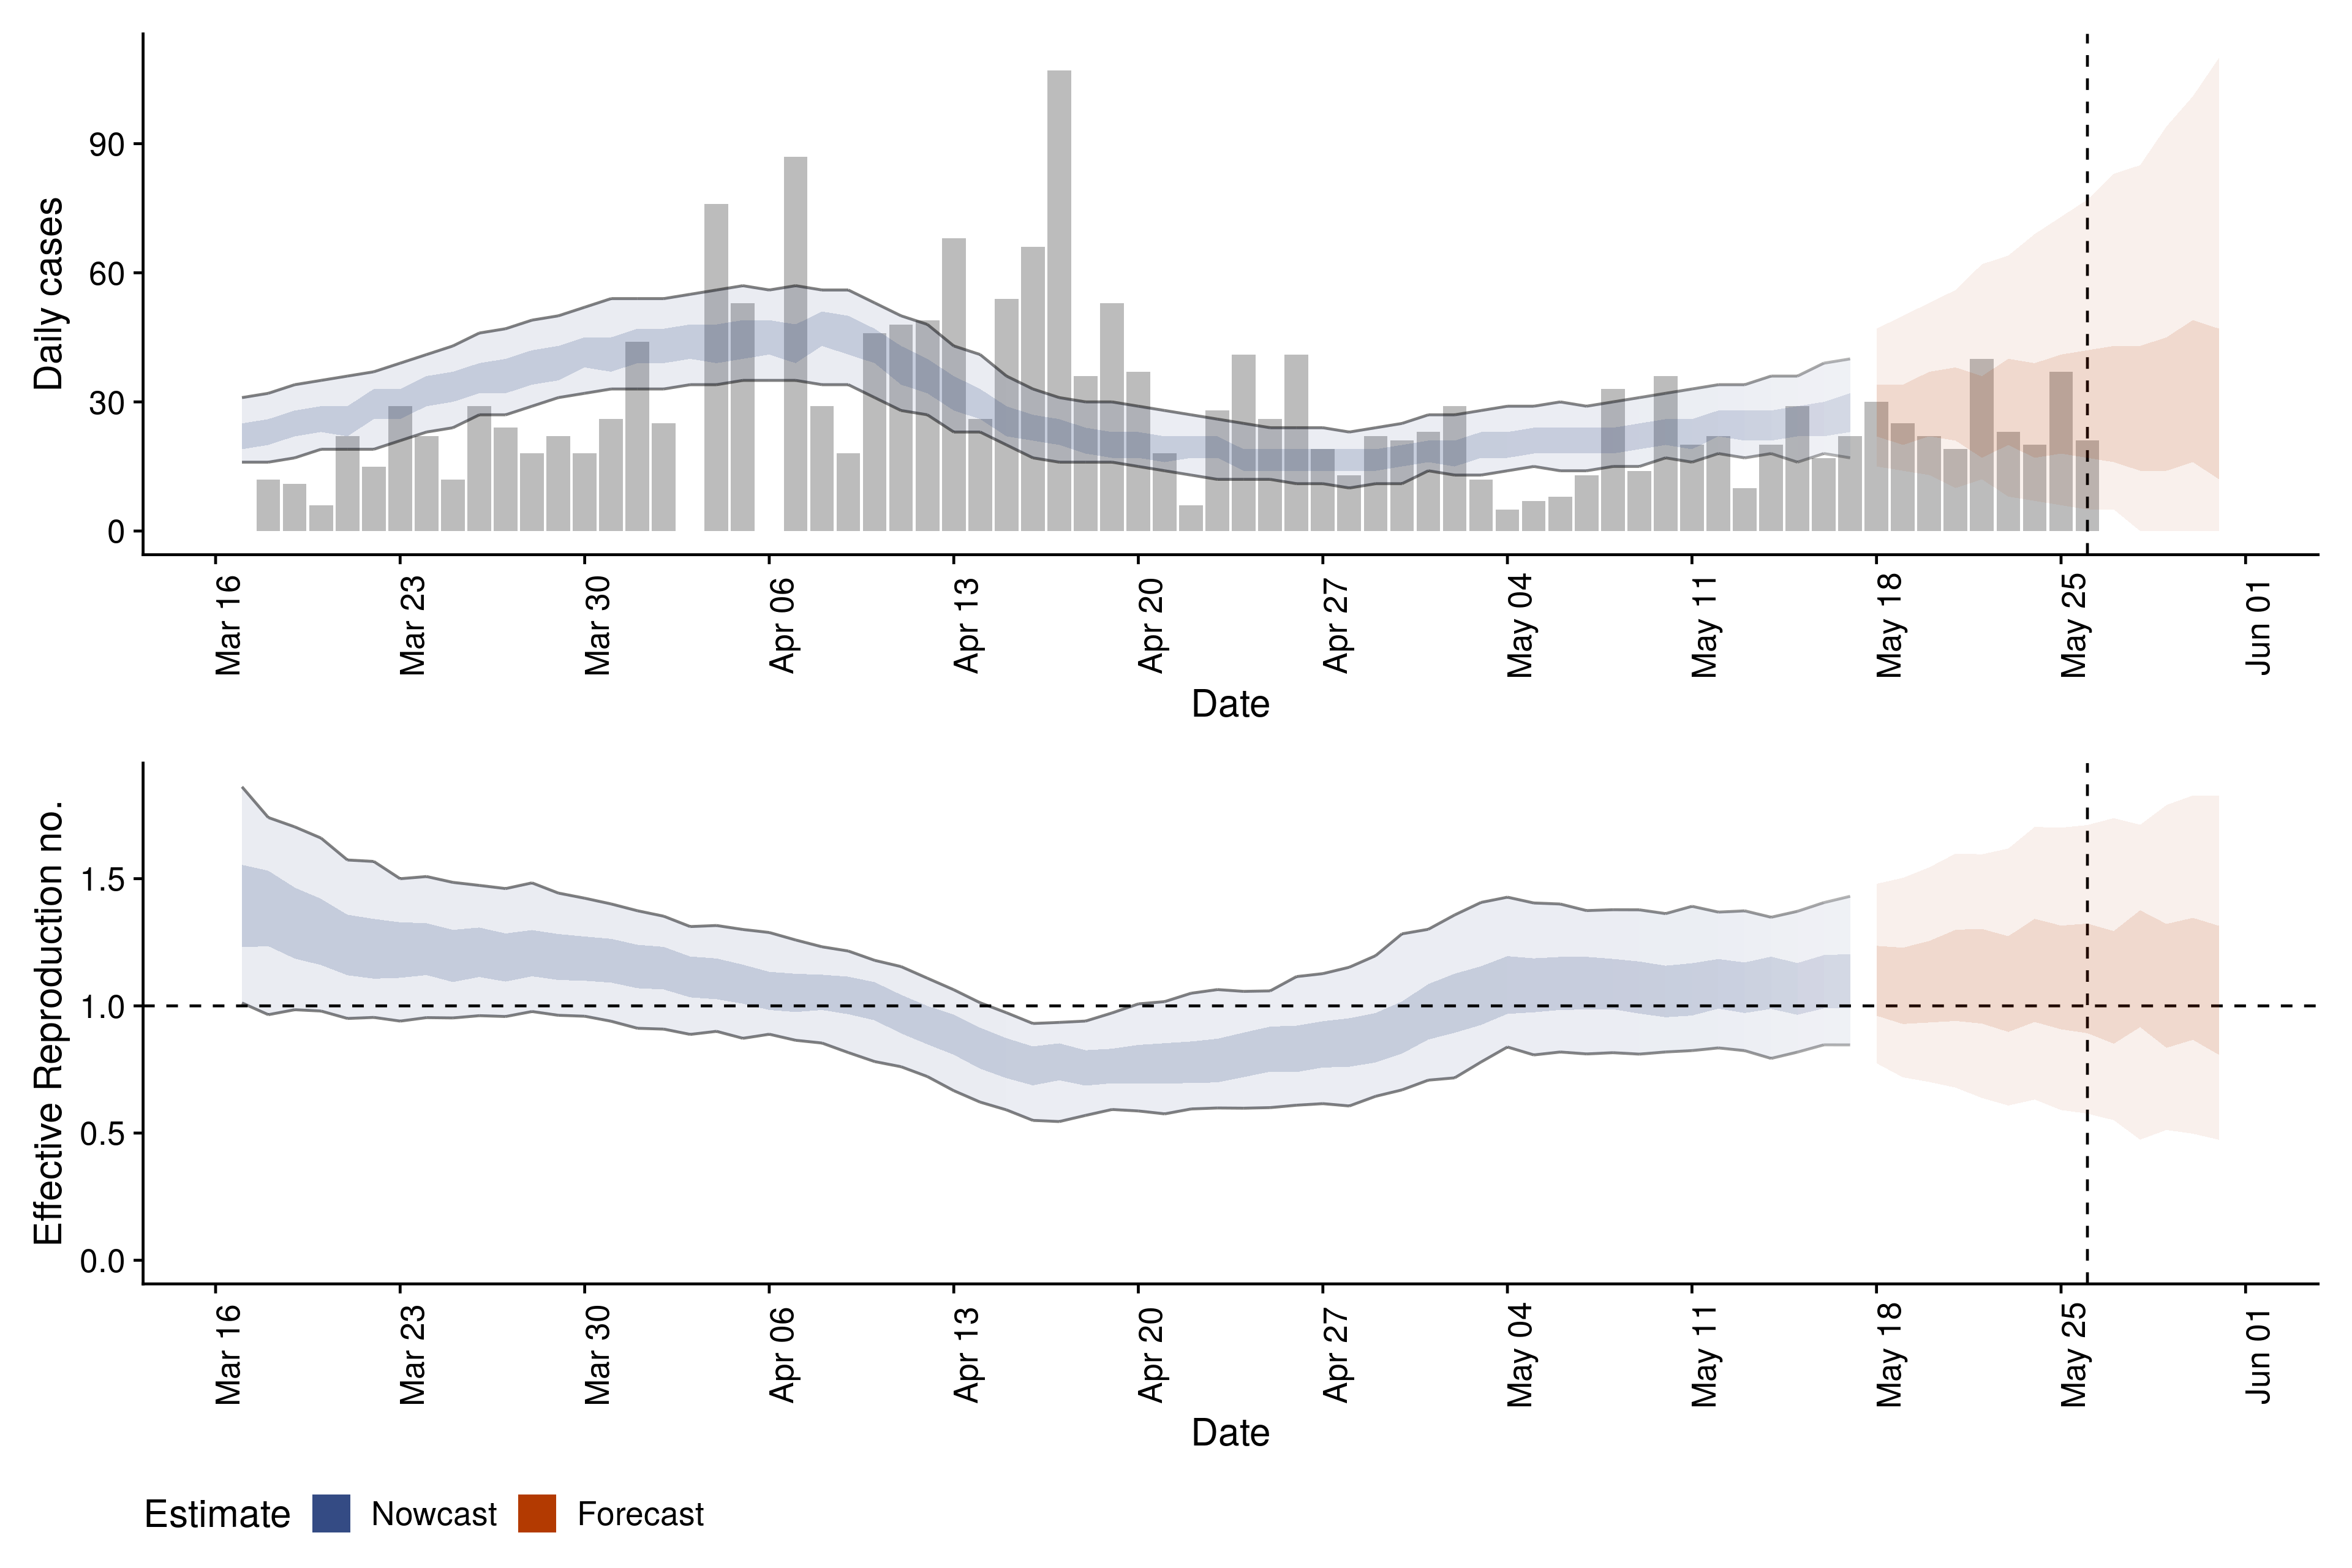 Daily cases
90
60
30
0
Mar 16
Mar 23
Mar 30
Apr 06
Apr 13
Apr 20
Apr 27
May 04
May 11
May 18
May 25
Jun 01
Date
Effective Reproduction no.
1.5
1.0
0.5
0.0
Mar 16
Mar 23
Mar 30
Apr 06
Apr 13
Apr 20
Apr 27
May 04
May 11
May 18
May 25
Jun 01
Date
Estimate Nowcast Forecast